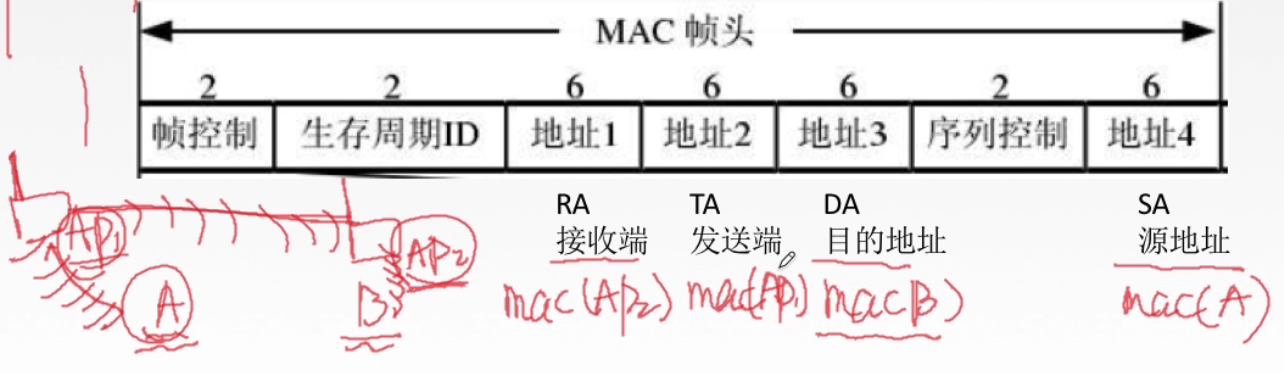 MAC 帧头
2 2 6 6 6 2 6
帧控制 生存周期ID 地址1 地址2 地址3 序列控制 地址4
RA TA DA SA
接收端 发送端 目的地址 源地址
AP1 AP2
mac(AP2) mac(AP1) mac(B) mac(A)
A B